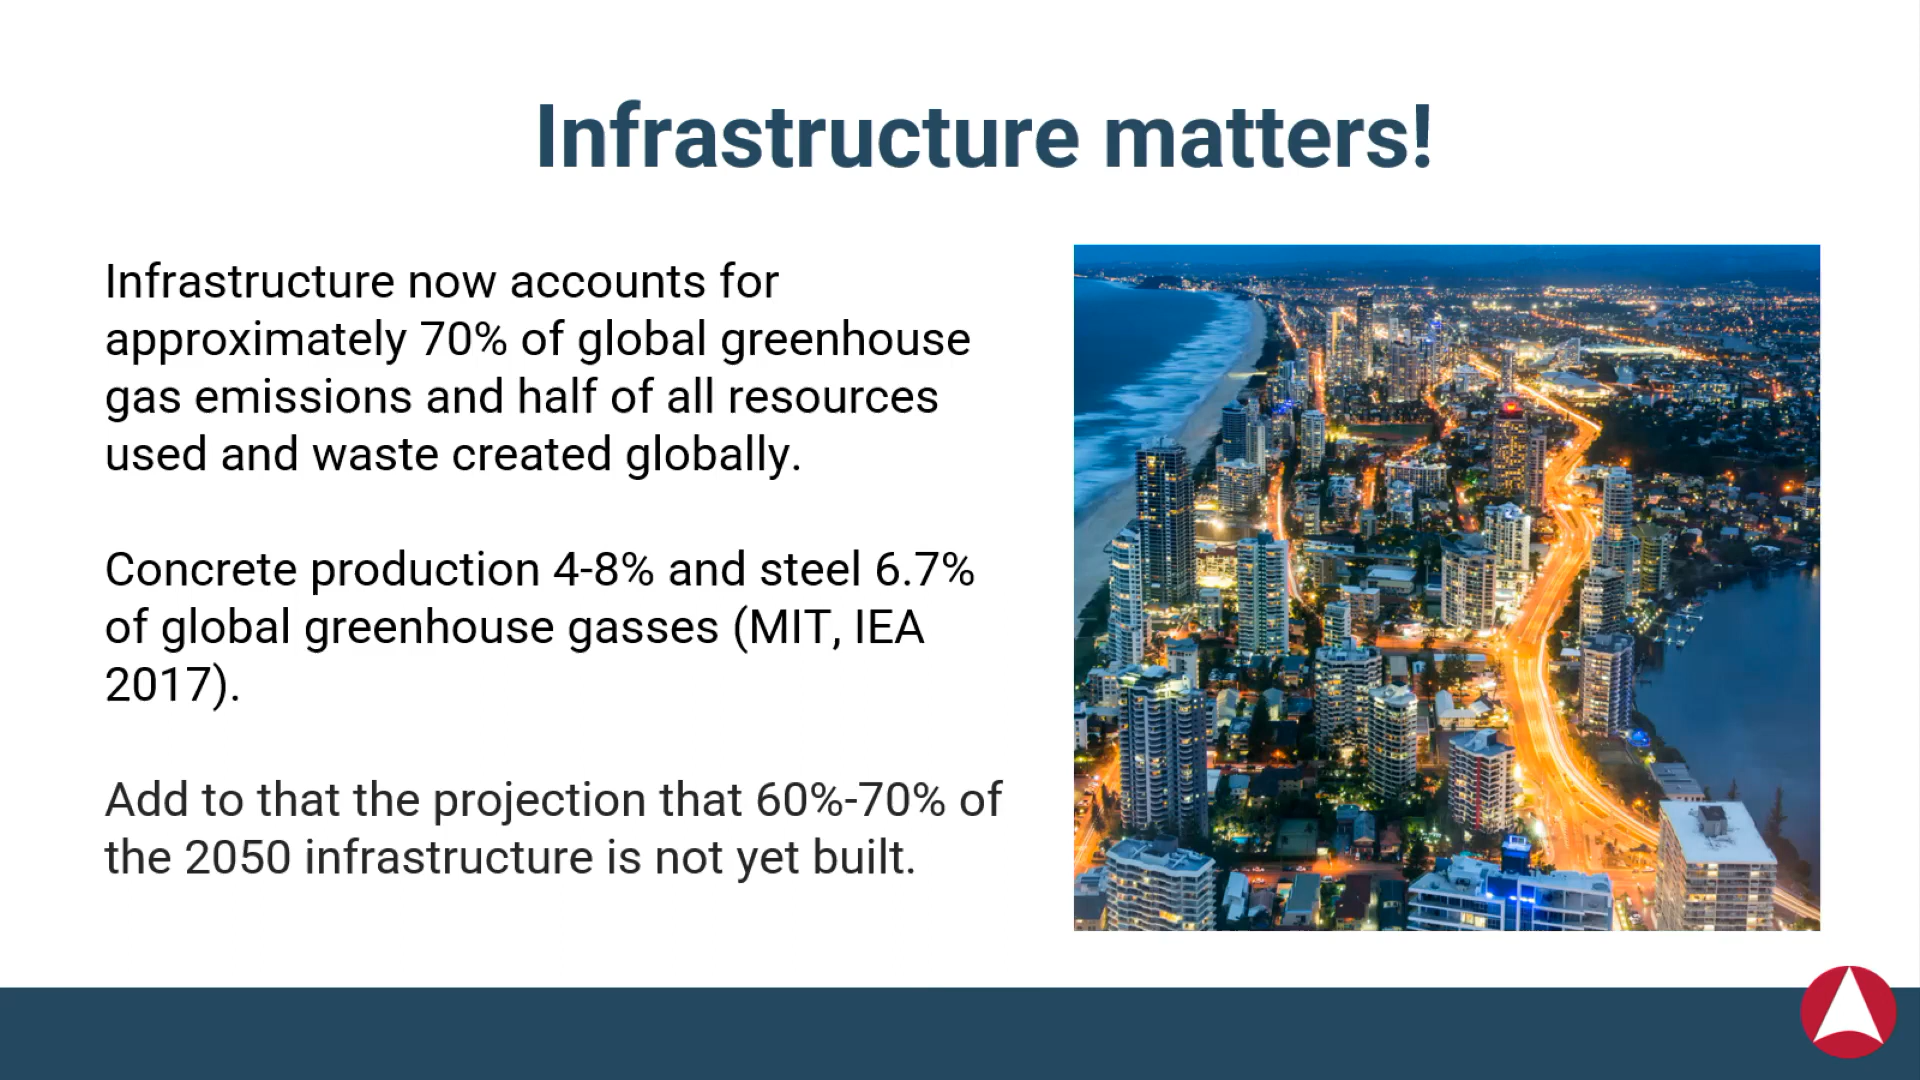 Infrastructure matters!
Infrastructure now accounts for
approximately 70% of global greenhouse
gas emissions and half of all resources
used and waste created globally.
Concrete production 4-8% and steel 6.7%
of global greenhouse gasses (MIT, IEA
2017).
Add to that the projection that 60%-70% of
the 2050 infrastructure is not yet built.